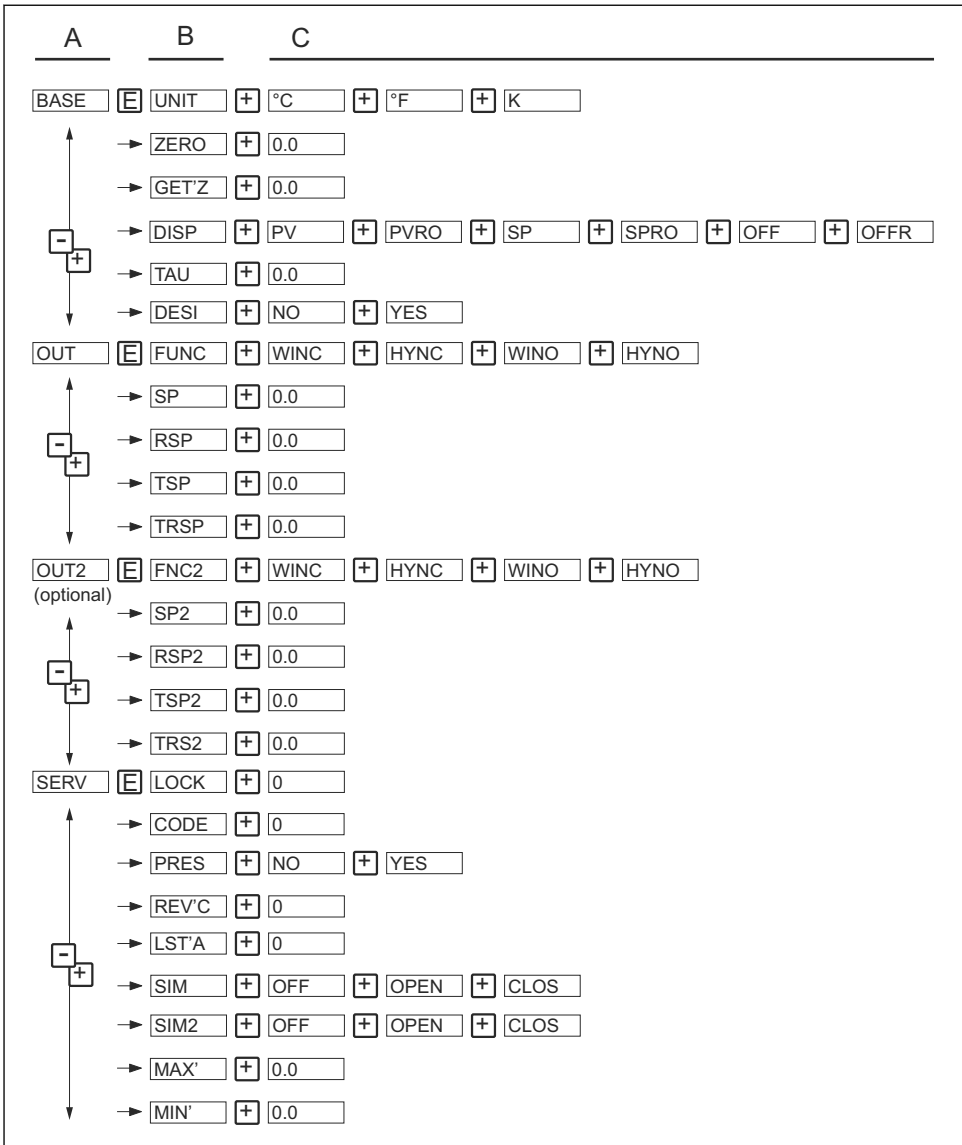 A B C
BASE E UNIT + °C + °F + K
ZERO + 0.0
GET'Z + 0.0
DISP + PV + PVRO + SP + SPRO + OFF + OFFR
- +
TAU + 0.0
DESI + NO + YES
OUT E FUNC + WINC + HYNC + WINO + HYNO
SP + 0.0
RSP + 0.0
- +
TSP + 0.0
TRSP + 0.0
OUT2 E FNC2 + WINC + HYNC + WINO + HYNO
(optional)
SP2 + 0.0
RSP2 + 0.0
- +
TSP2 + 0.0
TRS2 + 0.0
SERV E LOCK + 0
CODE + 0
PRES + NO + YES
REV'C + 0
LST'A + 0
- +
SIM + OFF + OPEN + CLOS
SIM2 + OFF + OPEN + CLOS
MAX' + 0.0
MIN' + 0.0